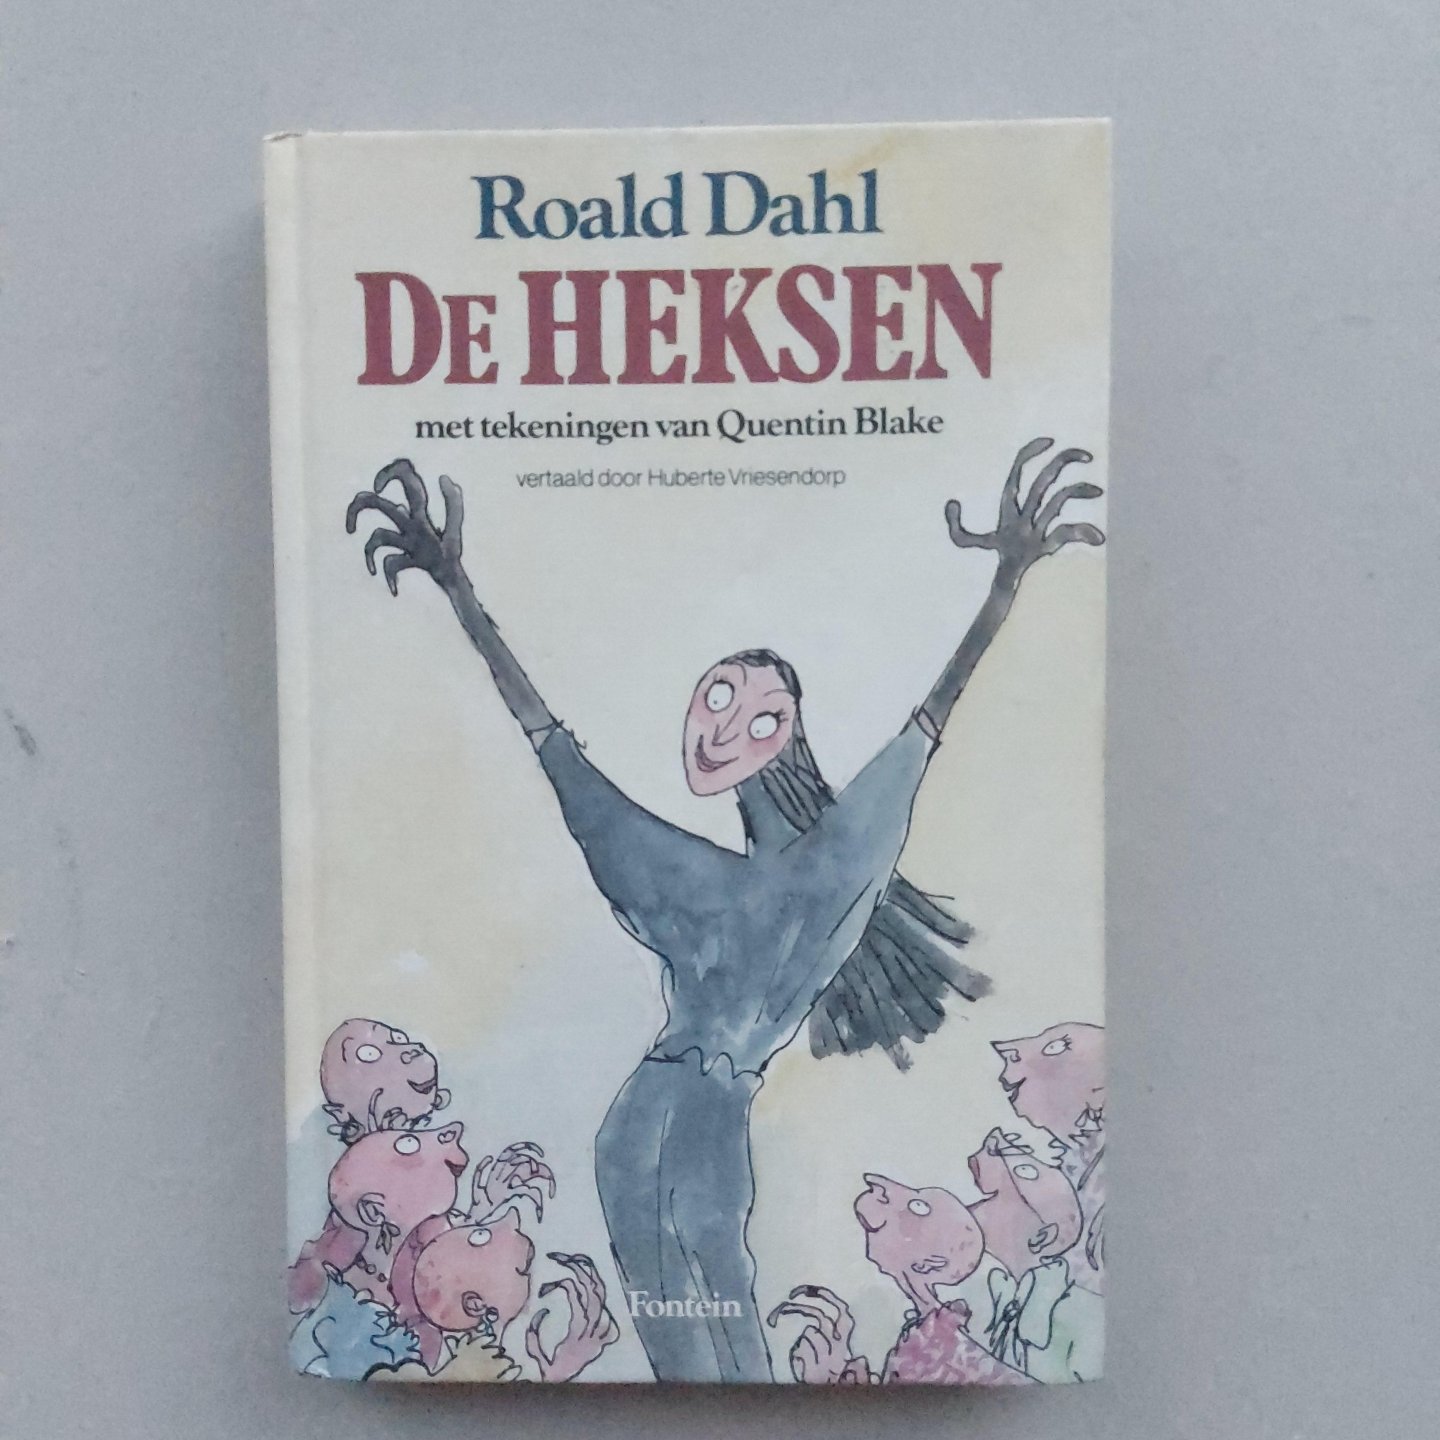 Roald Dahl
DE HEKSEN
met tekeningen van Quentin Blake
vertaald door Huberte Vriesendorp
Fontein